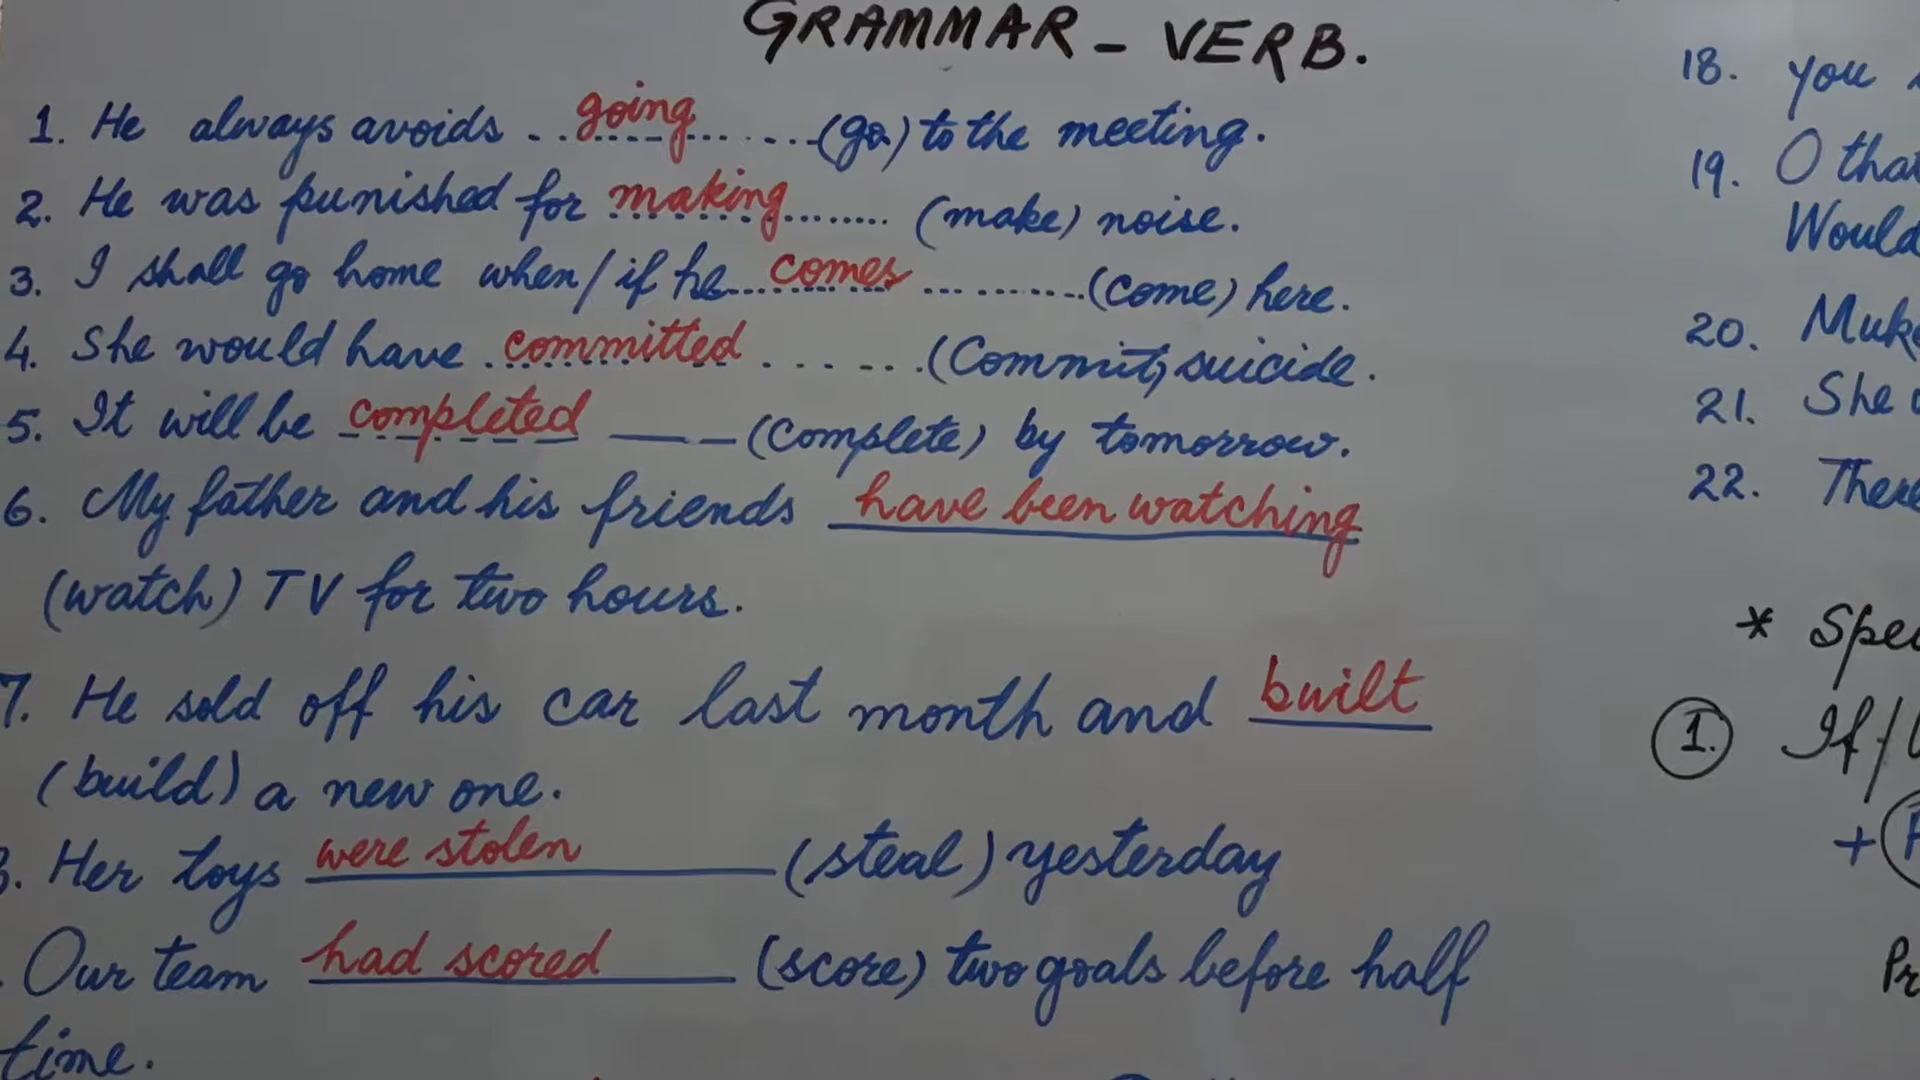 GRAMMAR - VERB.
1. He always avoids .. going ..... (go) to the meeting.
2. He was punished for making ........ (make) noise.
3. I shall go home when/if he ... comes ......... (come) here.
4. She would have . committed ....... (Commit) suicide.
5. It will be completed ____ (Complete) by tomorrow.
6. My father and his friends have been watching
(watch) TV for two hours.
7. He sold off his car last month and built
(build) a new one.
. Her toys were stolen (steal) yesterday
. Our team had scored (score) two goals before half
time.
18. you
19. O that
Would
20.
21. She
22. There
*
1. If/
+